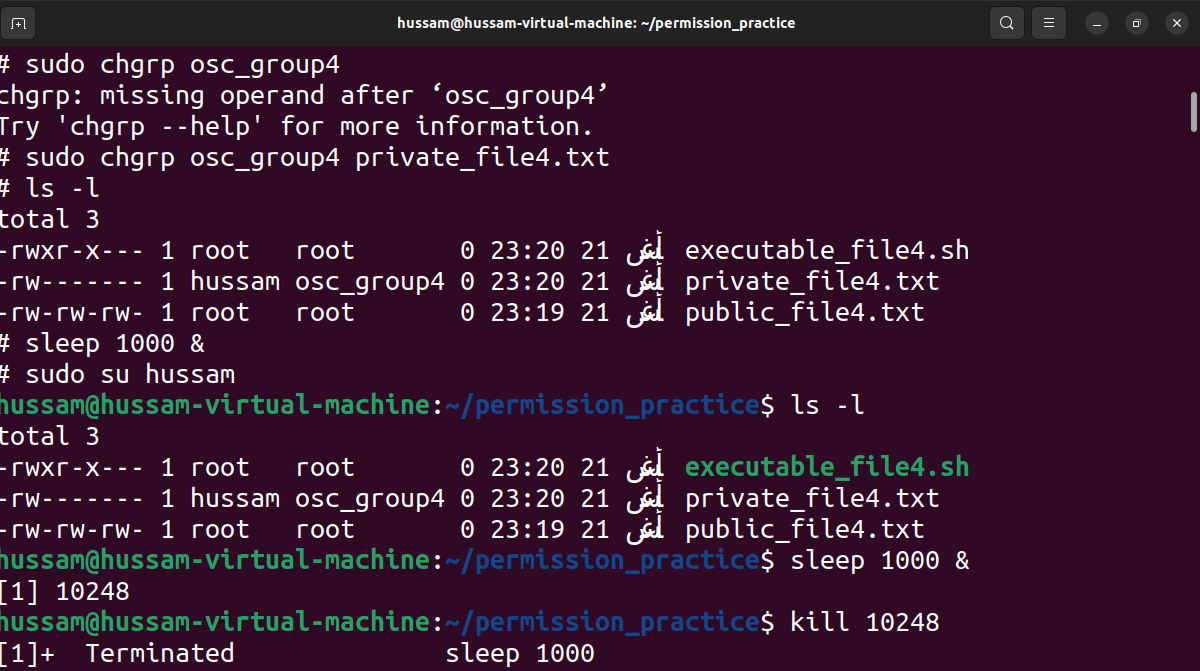 hussam@hussam-virtual-machine: ~/permission_practice
# sudo chgrp osc_group4
chgrp: missing operand after ‘osc_group4’
Try 'chgrp --help' for more information.
# sudo chgrp osc_group4 private_file4.txt
# ls -l
total 3
-rwxr-x--- 1 root   root       0 23:20 21 أغس executable_file4.sh
-rw------- 1 hussam osc_group4 0 23:20 21 أغس private_file4.txt
-rw-rw-rw- 1 root   root       0 23:19 21 أغس public_file4.txt
# sleep 1000 &
# sudo su hussam
hussam@hussam-virtual-machine:~/permission_practice$ ls -l
total 3
-rwxr-x--- 1 root   root       0 23:20 21 أغس executable_file4.sh
-rw------- 1 hussam osc_group4 0 23:20 21 أغس private_file4.txt
-rw-rw-rw- 1 root   root       0 23:19 21 أغس public_file4.txt
hussam@hussam-virtual-machine:~/permission_practice$ sleep 1000 &
[1] 10248
hussam@hussam-virtual-machine:~/permission_practice$ kill 10248
[1]+  Terminated              sleep 1000